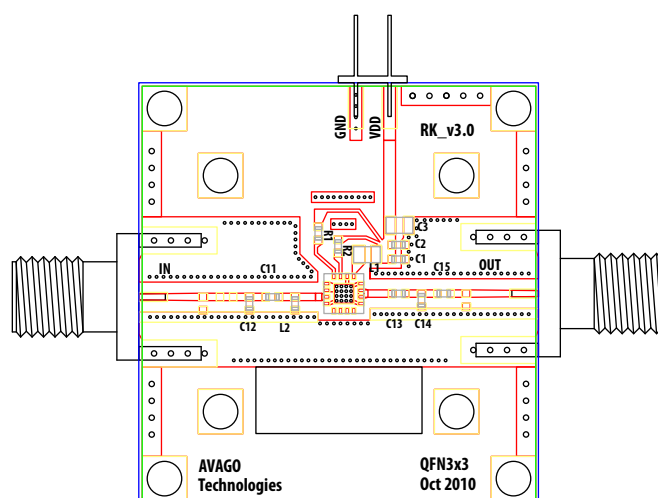 GND
VDD
RK_v3.0
R1
C3
C2
R2
C1
L1
IN
C11
C15
OUT
C12
L2
C13
C14
AVAGO
Technologies
QFN3x3
Oct 2010